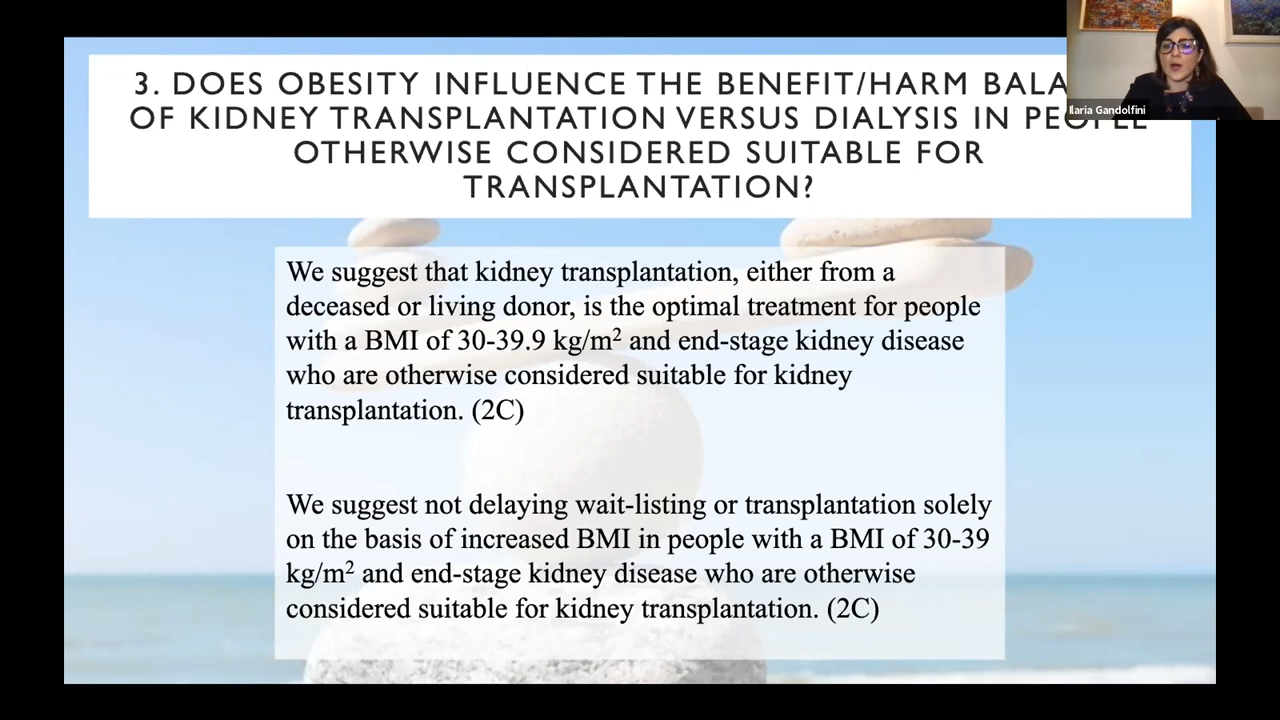 3. DOES OBESITY INFLUENCE THE BENEFIT/HARM
OF KIDNEY TRANSPLANTATION VERSUS DIALYSIS IN PEOPLE
OTHERWISE CONSIDERED SUITABLE FOR
TRANSPLANTATION?
Ilaria Gandolfini
We suggest that kidney transplantation, either from a
deceased or living donor, is the optimal treatment for people
with a BMI of 30-39.9 kg/m² and end-stage kidney disease
who are otherwise considered suitable for kidney
transplantation. (2C)
We suggest not delaying wait-listing or transplantation solely
on the basis of increased BMI in people with a BMI of 30-39
kg/m² and end-stage kidney disease who are otherwise
considered suitable for kidney transplantation. (2C)